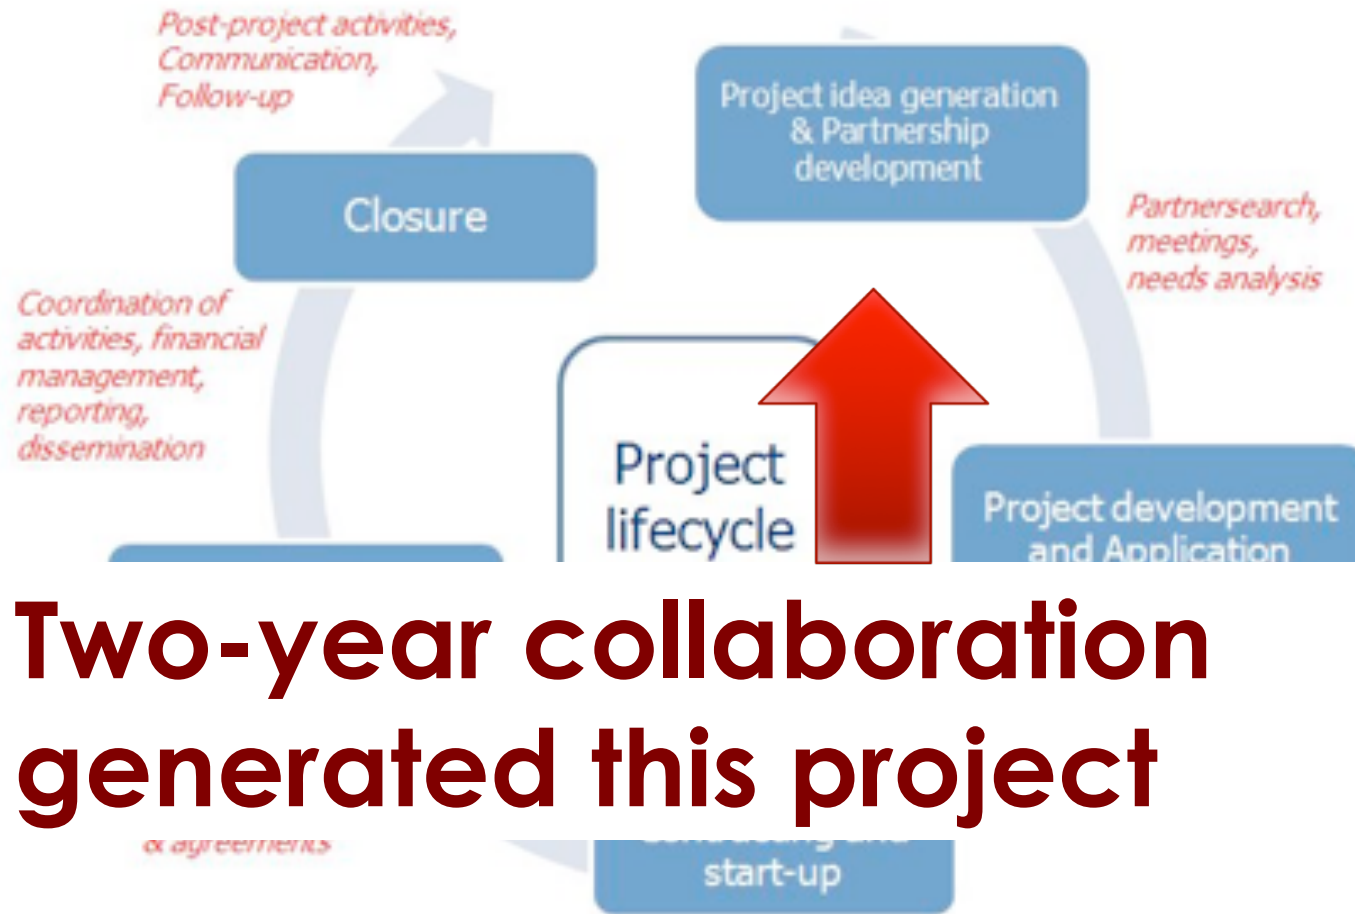 Post-project activities,
Communication,
Follow-up
Project idea generation
& Partnership
development
Closure
Partnersearch,
meetings,
needs analysis
Coordination of
activities, financial
management,
reporting,
dissemination
Project
lifecycle
Project development
and Application
Two-year collaboration
generated this project
& agreements
Contracting and
start-up